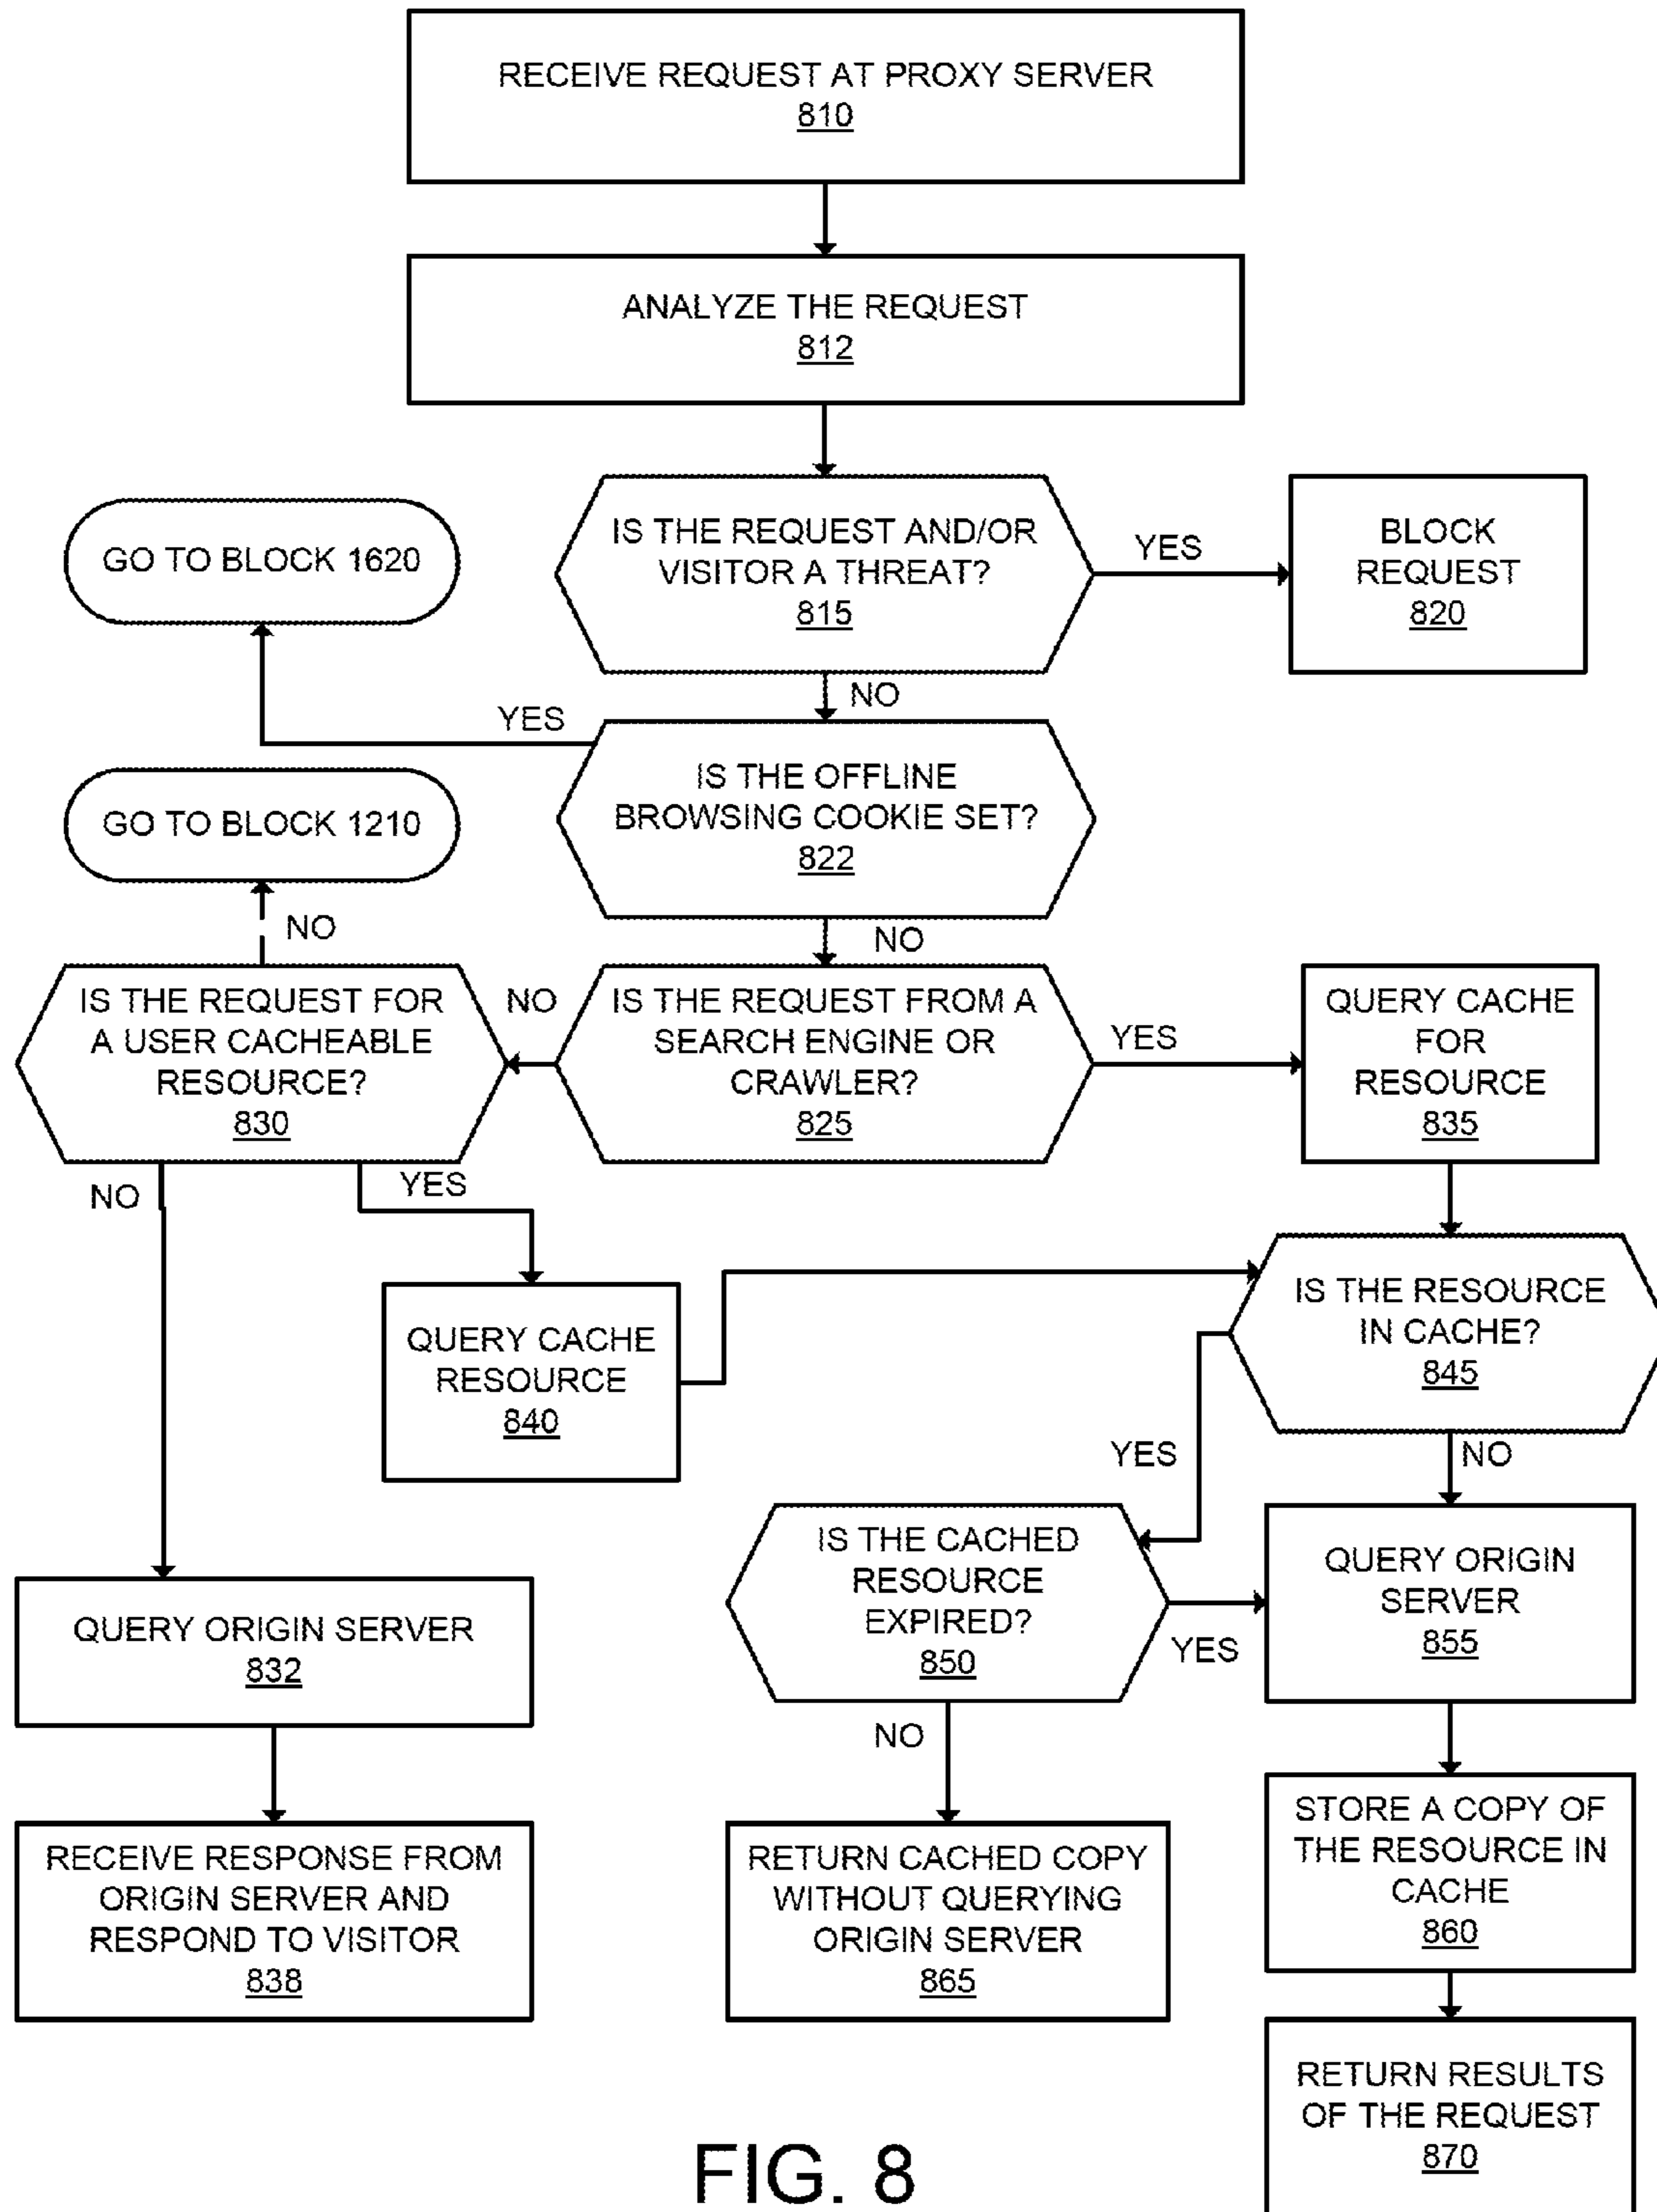 RECEIVE REQUEST AT PROXY SERVER
810
ANALYZE THE REQUEST
812
IS THE REQUEST AND/OR
VISITOR A THREAT?
815
YES
BLOCK
REQUEST
820
GO TO BLOCK 1620
NO
YES
IS THE OFFLINE
BROWSING COOKIE SET?
822
GO TO BLOCK 1210
NO
NO
IS THE REQUEST FOR
A USER CACHEABLE
RESOURCE?
830
NO
IS THE REQUEST FROM A
SEARCH ENGINE OR
CRAWLER?
825
YES
QUERY CACHE
FOR
RESOURCE
835
NO
YES
QUERY CACHE
RESOURCE
840
IS THE RESOURCE
IN CACHE?
845
YES
NO
IS THE CACHED
RESOURCE
EXPIRED?
850
YES
QUERY ORIGIN
SERVER
855
QUERY ORIGIN SERVER
832
NO
RECEIVE RESPONSE FROM
ORIGIN SERVER AND
RESPOND TO VISITOR
838
RETURN CACHED COPY
WITHOUT QUERYING
ORIGIN SERVER
865
STORE A COPY OF
THE RESOURCE IN
CACHE
860
RETURN RESULTS
OF THE REQUEST
870
FIG. 8